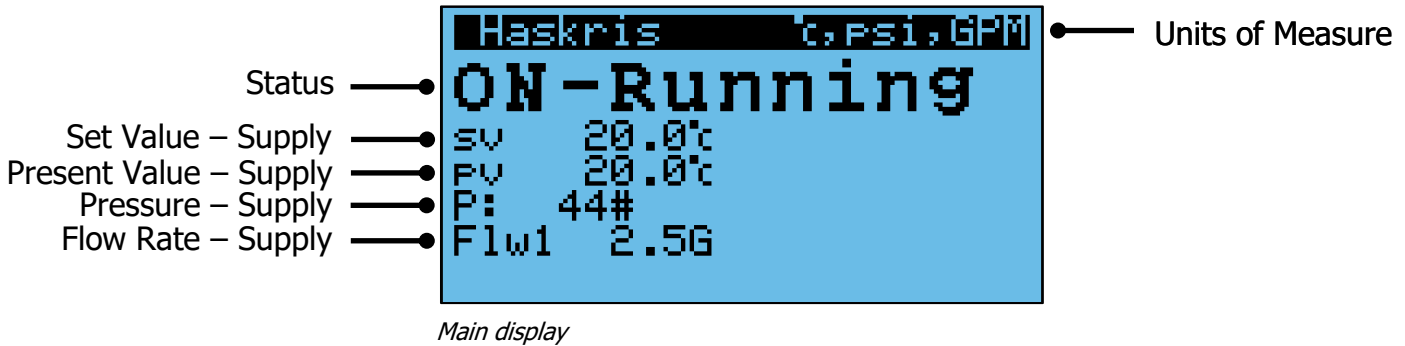 Haskris °c,psi,GPM
Units of Measure
Status
ON-Running
Set Value – Supply
sv 20.0°c
Present Value – Supply
pv 20.0°c
Pressure – Supply
P: 44#
Flow Rate – Supply
Flw1 2.5G
Main display